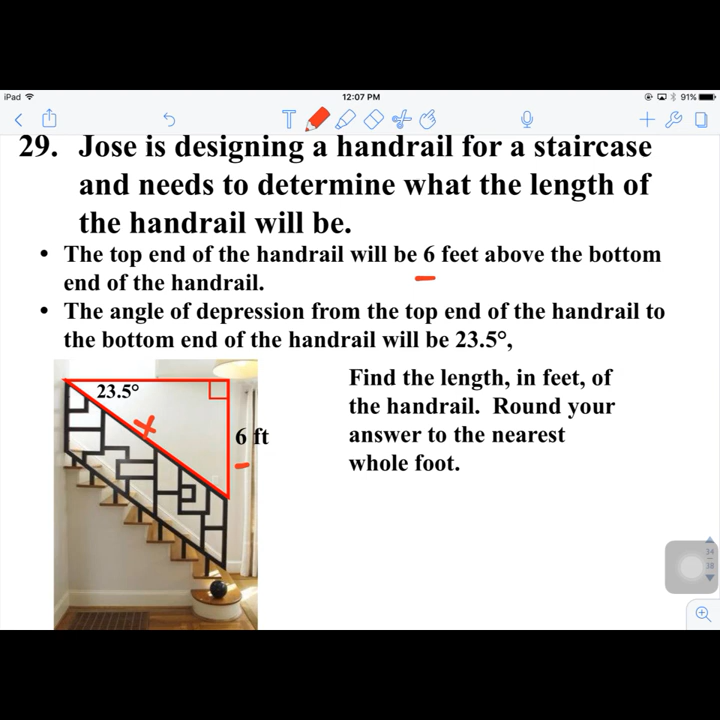 iPad
12:07 PM
91%
T
29. Jose is designing a handrail for a staircase
and needs to determine what the length of
the handrail will be.
• The top end of the handrail will be 6 feet above the bottom
end of the handrail.
• The angle of depression from the top end of the handrail to
the bottom end of the handrail will be 23.5°,
23.5°
x
6 ft
Find the length, in feet, of
the handrail. Round your
answer to the nearest
whole foot.
34
38